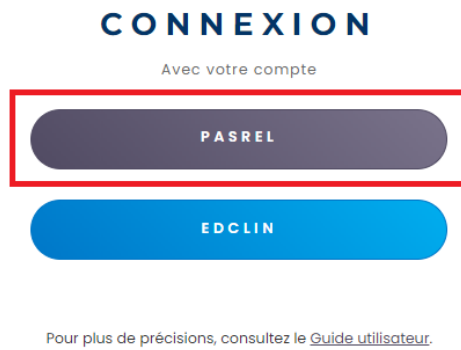 CONNEXION
Avec votre compte
PASREL
EDCLIN
Pour plus de précisions, consultez le Guide utilisateur.